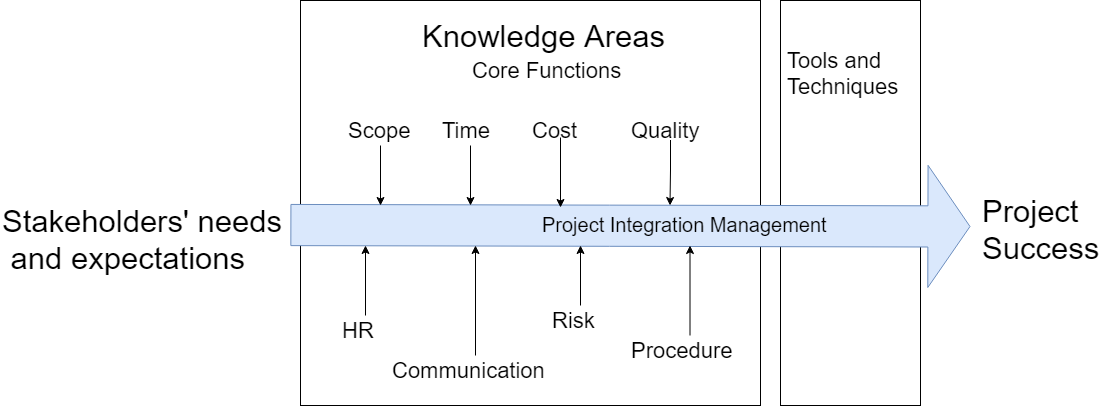 Knowledge Areas
Core Functions
Tools and
Techniques
Scope
Time
Cost
Quality
Stakeholders' needs
and expectations
Project Integration Management
Project
Success
HR
Communication
Risk
Procedure